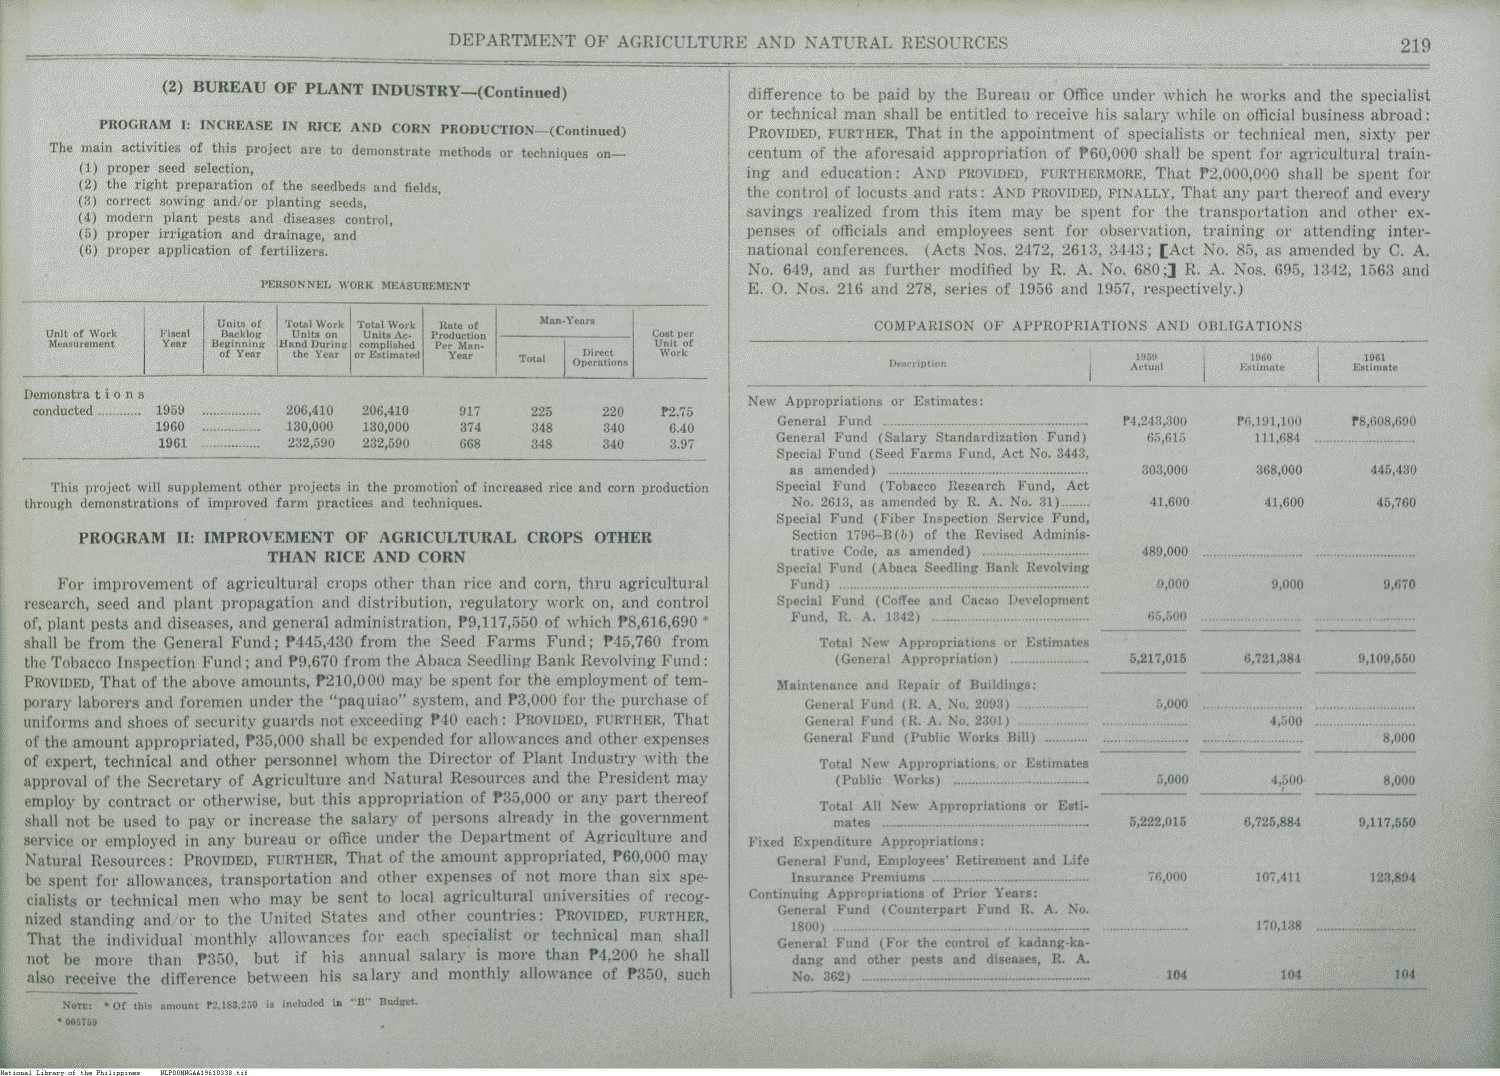 DEPARTMENT OF AGRICULTURE AND NATURAL RESOURCES 219
(2) BUREAU OF PLANT INDUSTRY—(Continued)
PROGRAM I: INCREASE IN RICE AND CORN PRODUCTION—(Continued)
The main activities of this project are to demonstrate methods or techniques on—
(1) proper seed selection,
(2) the right preparation of the seedbeds and fields,
(3) correct sowing and/or planting seeds,
(4) modern plant pests and diseases control,
(5) proper irrigation and drainage, and
(6) proper application of fertilizers.
PERSONNEL WORK MEASUREMENT
Unit of Work Measurement | Fiscal Year | Units of Backlog Beginning of Year | Total Work Units on Hand During the Year | Total Work Units Accomplished or Estimated | Rate of Production Per Man-Year | Man-Years Total | Direct Operations | Cost per Unit of Work
Demonstra t i o n s
conducted ........... 1959 ............... 206,410 206,410 917 225 220 ₱2.75
1960 ............... 130,000 130,000 374 348 340 6.40
1961 ............... 232,590 232,590 668 348 340 3.97
This project will supplement other projects in the promotion of increased rice and corn production
through demonstrations of improved farm practices and techniques.
PROGRAM II: IMPROVEMENT OF AGRICULTURAL CROPS OTHER
THAN RICE AND CORN
For improvement of agricultural crops other than rice and corn, thru agricultural
research, seed and plant propagation and distribution, regulatory work on, and control
of, plant pests and diseases, and general administration, ₱9,117,550 of which ₱8,616,690 *
shall be from the General Fund; ₱445,430 from the Seed Farms Fund; ₱45,760 from
the Tobacco Inspection Fund; and ₱9,670 from the Abaca Seedling Bank Revolving Fund:
PROVIDED, That of the above amounts, ₱210,000 may be spent for the employment of tem-
porary laborers and foremen under the "paquiao" system, and ₱3,000 for the purchase of
uniforms and shoes of security guards not exceeding ₱40 each: PROVIDED, FURTHER, That
of the amount appropriated, ₱35,000 shall be expended for allowances and other expenses
of expert, technical and other personnel whom the Director of Plant Industry with the
approval of the Secretary of Agriculture and Natural Resources and the President may
employ by contract or otherwise, but this appropriation of ₱35,000 or any part thereof
shall not be used to pay or increase the salary of persons already in the government
service or employed in any bureau or office under the Department of Agriculture and
Natural Resources: PROVIDED, FURTHER, That of the amount appropriated, ₱60,000 may
be spent for allowances, transportation and other expenses of not more than six spe-
cialists or technical men who may be sent to local agricultural universities of recog-
nized standing and/or to the United States and other countries: PROVIDED, FURTHER,
That the individual monthly allowances for each specialist or technical man shall
not be more than ₱350, but if his annual salary is more than ₱4,200 he shall
also receive the difference between his salary and monthly allowance of ₱350, such
NOTE: * Of this amount ₱2,183,250 is included in "B" Budget.
* 005759
difference to be paid by the Bureau or Office under which he works and the specialist
or technical man shall be entitled to receive his salary while on official business abroad:
PROVIDED, FURTHER, That in the appointment of specialists or technical men, sixty per
centum of the aforesaid appropriation of ₱60,000 shall be spent for agricultural train-
ing and education: AND PROVIDED, FURTHERMORE, That ₱2,000,000 shall be spent for
the control of locusts and rats: AND PROVIDED, FINALLY, That any part thereof and every
savings realized from this item may be spent for the transportation and other ex-
penses of officials and employees sent for observation, training or attending inter-
national conferences. (Acts Nos. 2472, 2613, 3443; [Act No. 85, as amended by C. A.
No. 649, and as further modified by R. A. No. 680;] R. A. Nos. 695, 1342, 1563 and
E. O. Nos. 216 and 278, series of 1956 and 1957, respectively.)
COMPARISON OF APPROPRIATIONS AND OBLIGATIONS
Description | 1959 Actual | 1960 Estimate | 1961 Estimate
New Appropriations or Estimates:
General Fund ............ ₱4,243,300 ₱6,191,100 ₱8,608,690
General Fund (Salary Standardization Fund) 65,615 111,684 ............
Special Fund (Seed Farms Fund, Act No. 3443,
as amended) ............ 303,000 368,000 445,430
Special Fund (Tobacco Research Fund, Act
No. 2613, as amended by R. A. No. 31)........ 41,600 41,600 45,760
Special Fund (Fiber Inspection Service Fund,
Section 1796–B(b) of the Revised Adminis-
trative Code, as amended) ............ 489,000 ............ ............
Special Fund (Abaca Seedling Bank Revolving
Fund) ............ 9,000 9,000 9,670
Special Fund (Coffee and Cacao Development
Fund, R. A. 1342) ............ 65,500 ............ ............
Total New Appropriations or Estimates
(General Appropriation) ............ 5,217,015 6,721,384 9,109,550
Maintenance and Repair of Buildings:
General Fund (R. A. No. 2093) ............ 5,000 ............ ............
General Fund (R. A. No. 2301) ............ ............ 4,500 ............
General Fund (Public Works Bill) ............ ............ ............ 8,000
Total New Appropriations or Estimates
(Public Works) ............ 5,000 4,500 8,000
Total All New Appropriations or Esti-
mates ............ 5,222,015 6,725,884 9,117,550
Fixed Expenditure Appropriations:
General Fund, Employees' Retirement and Life
Insurance Premiums ............ 76,000 107,411 123,894
Continuing Appropriations of Prior Years:
General Fund (Counterpart Fund R. A. No.
1800) ............ ............ 170,138 ............
General Fund (For the control of kadang-ka-
dang and other pests and diseases, R. A.
No. 362) ............ 104 104 104
National Library of the Philippines NLPDOHNGAA19610338.tif